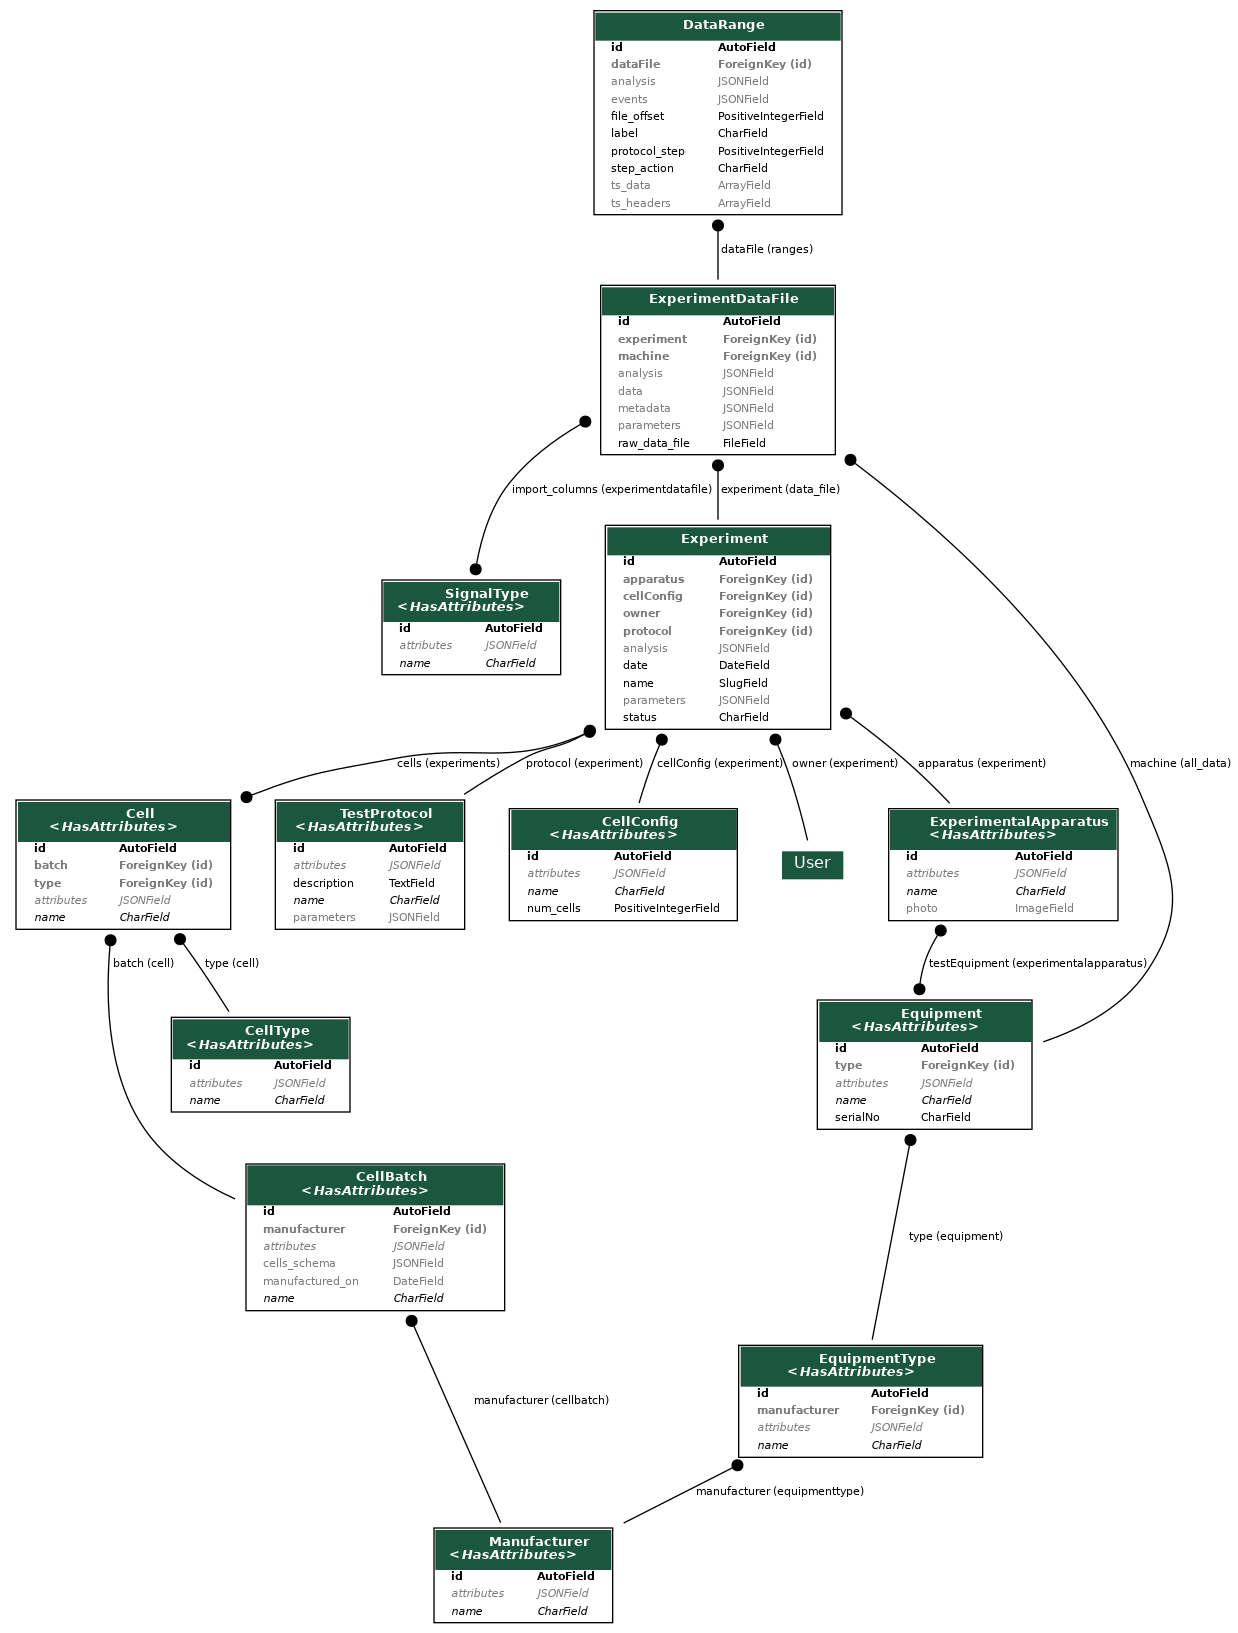 DataRange
id AutoField
dataFile ForeignKey (id)
analysis JSONField
events JSONField
file_offset PositiveIntegerField
label CharField
protocol_step PositiveIntegerField
step_action CharField
ts_data ArrayField
ts_headers ArrayField
dataFile (ranges)
ExperimentDataFile
id AutoField
experiment ForeignKey (id)
machine ForeignKey (id)
analysis JSONField
data JSONField
metadata JSONField
parameters JSONField
raw_data_file FileField
import_columns (experimentdatafile)
experiment (data_file)
Experiment
id AutoField
apparatus ForeignKey (id)
cellConfig ForeignKey (id)
owner ForeignKey (id)
protocol ForeignKey (id)
analysis JSONField
date DateField
name SlugField
parameters JSONField
status CharField
SignalType
<HasAttributes>
id AutoField
attributes JSONField
name CharField
cells (experiments)
protocol (experiment)
cellConfig (experiment)
owner (experiment)
apparatus (experiment)
machine (all_data)
Cell
<HasAttributes>
id AutoField
batch ForeignKey (id)
type ForeignKey (id)
attributes JSONField
name CharField
TestProtocol
<HasAttributes>
id AutoField
attributes JSONField
description TextField
name CharField
parameters JSONField
CellConfig
<HasAttributes>
id AutoField
attributes JSONField
name CharField
num_cells PositiveIntegerField
User
ExperimentalApparatus
<HasAttributes>
id AutoField
attributes JSONField
name CharField
photo ImageField
batch (cell)
type (cell)
testEquipment (experimentalapparatus)
CellType
<HasAttributes>
id AutoField
attributes JSONField
name CharField
Equipment
<HasAttributes>
id AutoField
type ForeignKey (id)
attributes JSONField
name CharField
serialNo CharField
CellBatch
<HasAttributes>
id AutoField
manufacturer ForeignKey (id)
attributes JSONField
cells_schema JSONField
manufactured_on DateField
name CharField
type (equipment)
EquipmentType
<HasAttributes>
id AutoField
manufacturer ForeignKey (id)
attributes JSONField
name CharField
manufacturer (cellbatch)
manufacturer (equipmenttype)
Manufacturer
<HasAttributes>
id AutoField
attributes JSONField
name CharField